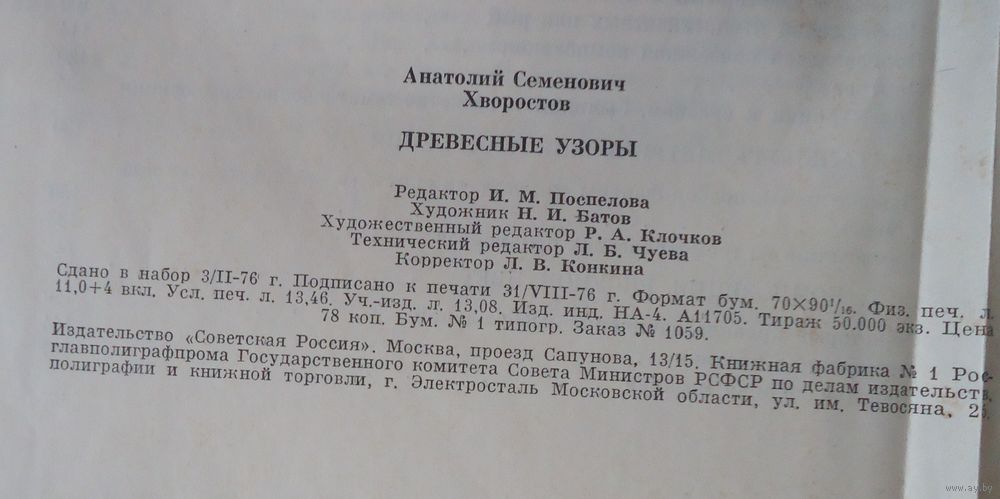 Анатолий Семенович
Хворостов
ДРЕВЕСНЫЕ УЗОРЫ
Редактор И. М. Поспелова
Художник Н. И. Батов
Художественный редактор Р. А. Клочков
Технический редактор Л. Б. Чуева
Корректор Л. В. Конкина
Сдано в набор 3/II-76 г. Подписано к печати 31/VIII-76 г. Формат бум. 70×90¹/₁₆. Физ. печ. л.
11,0+4 вкл. Усл. печ. л. 13,46. Уч.-изд. л. 13,08. Изд. инд. НА-4. А11705. Тираж 50.000 экз. Цена
78 коп. Бум. № 1 типогр. Заказ № 1059.
Издательство «Советская Россия». Москва, проезд Сапунова, 13/15. Книжная фабрика № 1 Рос-
главполиграфпрома Государственного комитета Совета Министров РСФСР по делам издательств,
полиграфии и книжной торговли, г. Электросталь Московской области, ул. им. Тевосяна, 25.
www.ay.by